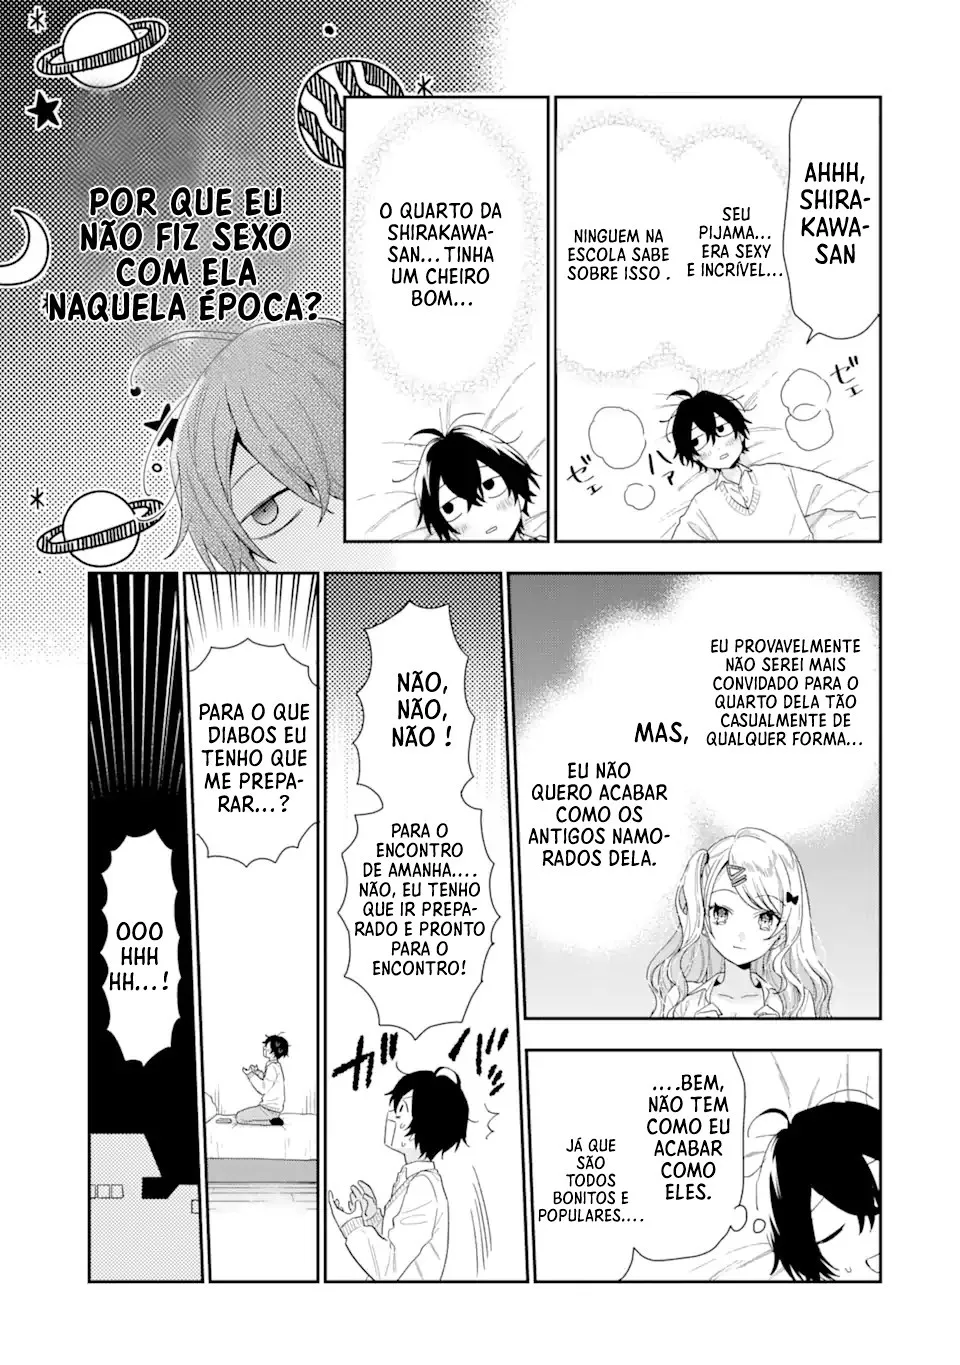 AHHH,
SHIRA-
KAWA-
SAN
SEU
PIJAMA...
ERA SEXY
E INCRÍVEL...
NINGUEM NA
ESCOLA SABE
SOBRE ISSO .
ゼェ
ハァ
ゼェ
O QUARTO DA
SHIRAKAWA-
SAN...TINHA
UM CHEIRO
BOM...
POR QUE EU
NÃO FIZ SEXO
COM ELA
NAQUELA ÉPOCA?
EU PROVAVELMENTE
NÃO SEREI MAIS
CONVIDADO PARA O
QUARTO DELA TÃO
CASUALMENTE DE
QUALQUER FORMA...
MAS,
EU NÃO
QUERO ACABAR
COMO OS
ANTIGOS NAMO-
RADOS DELA.
....BEM,
NÃO TEM
COMO EU
ACABAR
COMO
ELES.
JÁ QUE
SÃO
TODOS
BONITOS E
POPULARES....
NÃO,
NÃO,
NÃO !
PARA O
ENCONTRO
DE AMANHA....
NÃO, EU TENHO
QUE IR PREPA-
RADO E PRONTO
PARA O
ENCONTRO!
ガバッ
PARA O QUE
DIABOS EU
TENHO QUE
ME PREPA-
RAR...?
OOO
HHH
HH...!